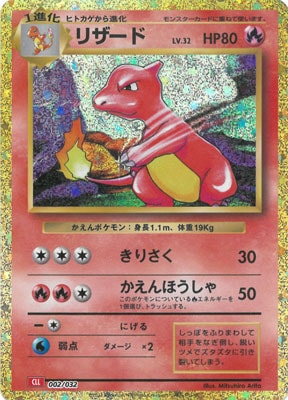 1進化 ヒトカゲから進化 モンスターカードに重ねて使います。
リザード LV.32 HP80
かえんポケモン：身長1.1m、体重19Kg
きりさく 30
かえんほうしゃ 50
このポケモンについている エネルギーを
1個選び、トラッシュする。
にげる
弱点 ダメージ ×2
しっぽをふりまわして
相手をなぎ倒し、鋭い
ツメでズタズタに引き
さいてしまう。
CLL 002/032
Illus. Mitsuhiro Arita